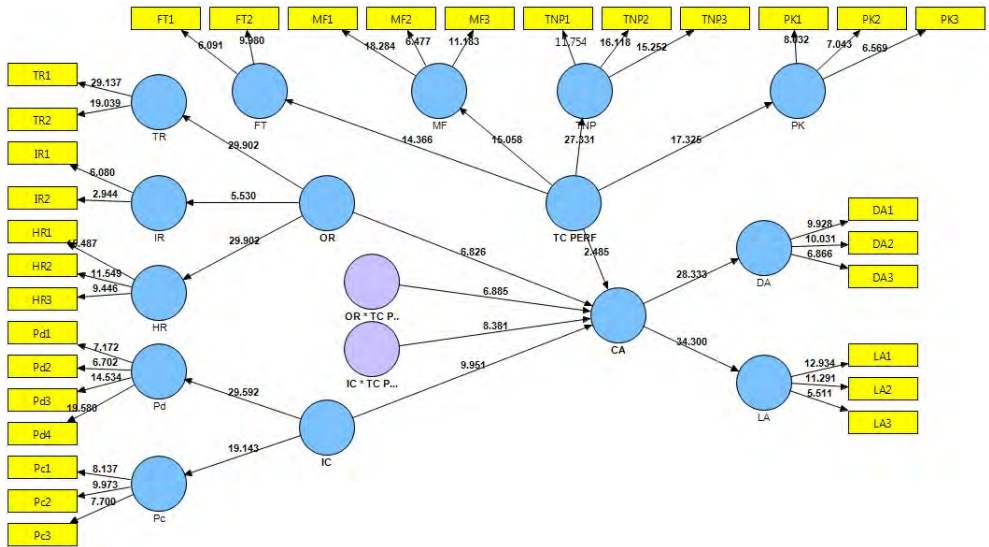 FT1 FT2 MF1 MF2 MF3 TNP1 TNP2 TNP3 PK1 PK2 PK3
6.091 9.980 18.284 6.477 11.183 11.754 16.118 15.252 8.032 7.043 6.569
TR1
29.137
TR2
19.039
TR
FT
MF
TNP
PK
IR1
6.080
IR2
2.944
IR
29.902
5.530
OR
14.366
15.058
27.331
17.325
TC PERF
2.485
HR1
15.487
HR2
11.549
HR3
9.446
HR
29.902
6.826
OR * TC P..
6.885
IC * TC P...
8.381
CA
9.951
28.333
DA
9.928
DA1
10.031
DA2
6.866
DA3
34.300
LA
12.934
LA1
11.291
LA2
5.511
LA3
Pd1
7.172
Pd2
6.702
Pd3
14.534
Pd4
19.580
Pd
29.592
IC
19.143
Pc1
8.137
Pc2
9.973
Pc3
7.700
Pc